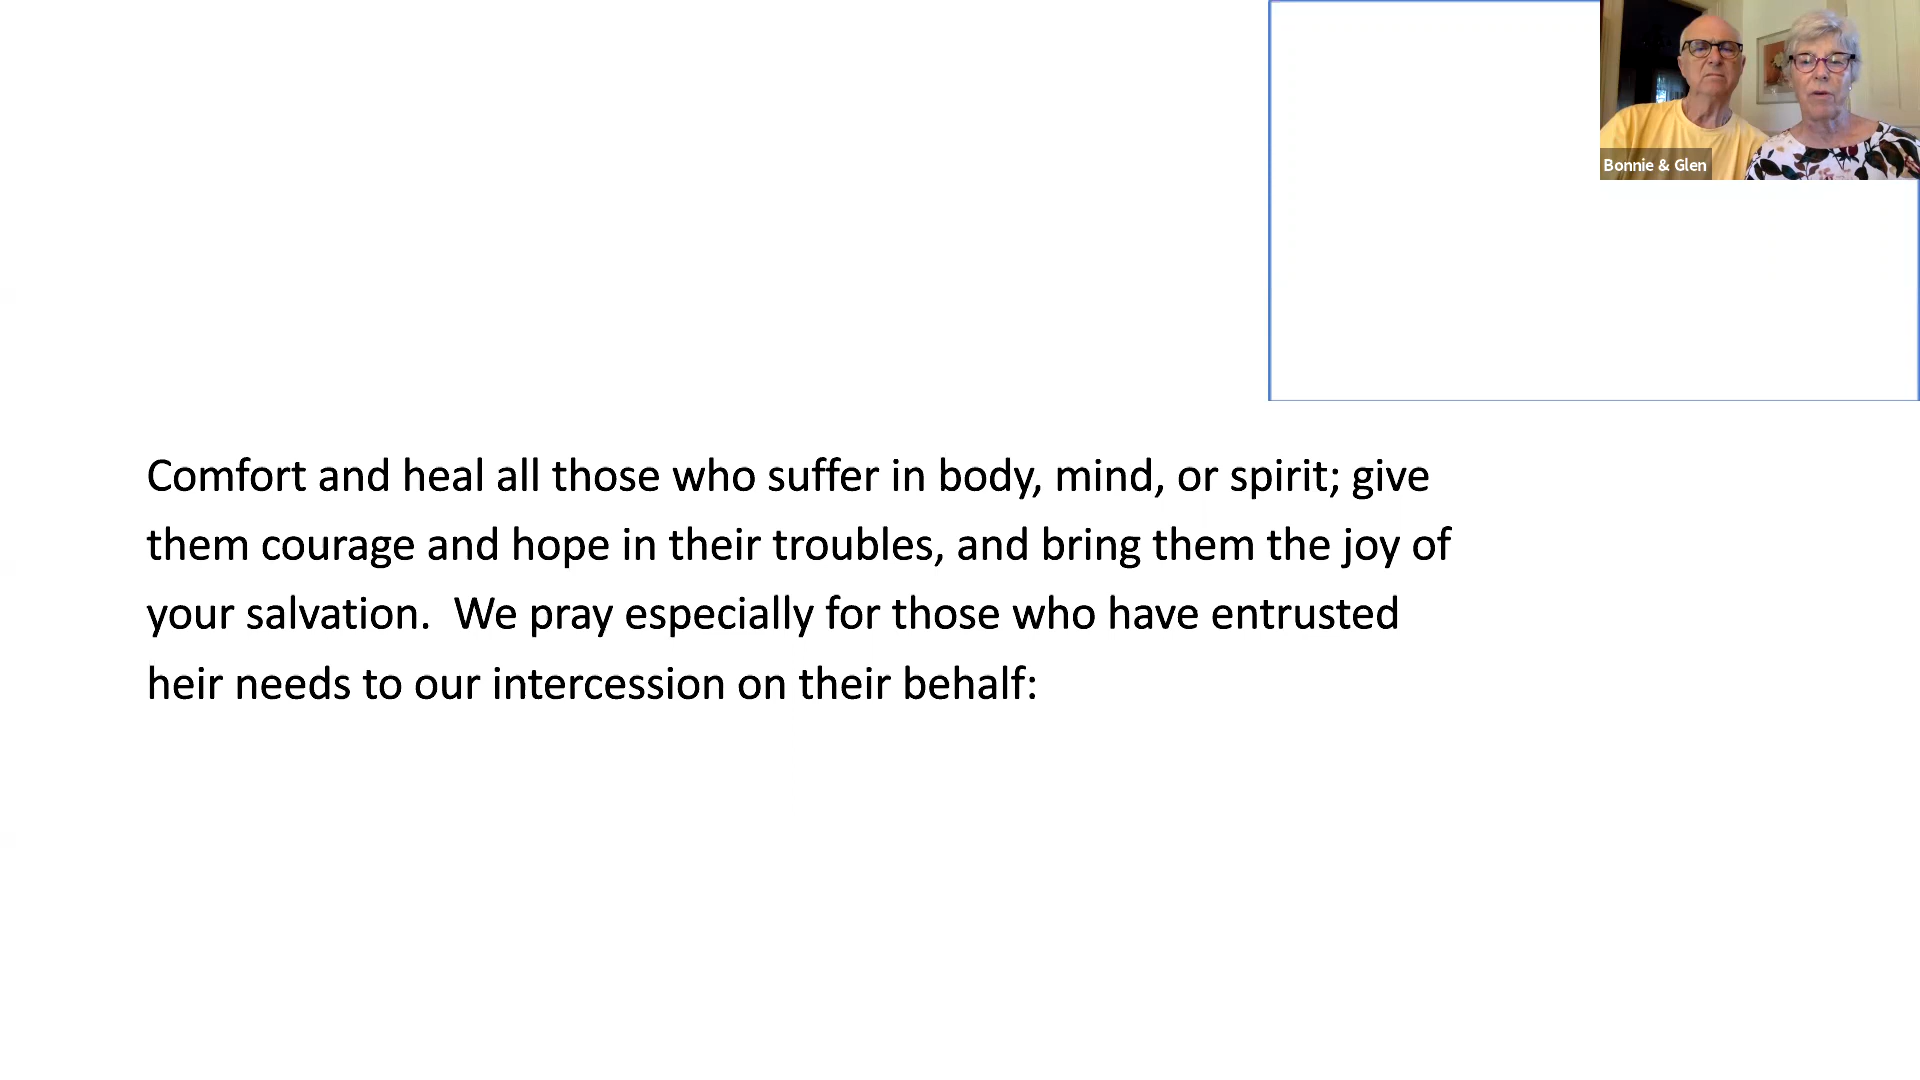 Bonnie & Glen
Comfort and heal all those who suffer in body, mind, or spirit; give
them courage and hope in their troubles, and bring them the joy of
your salvation.  We pray especially for those who have entrusted
heir needs to our intercession on their behalf: